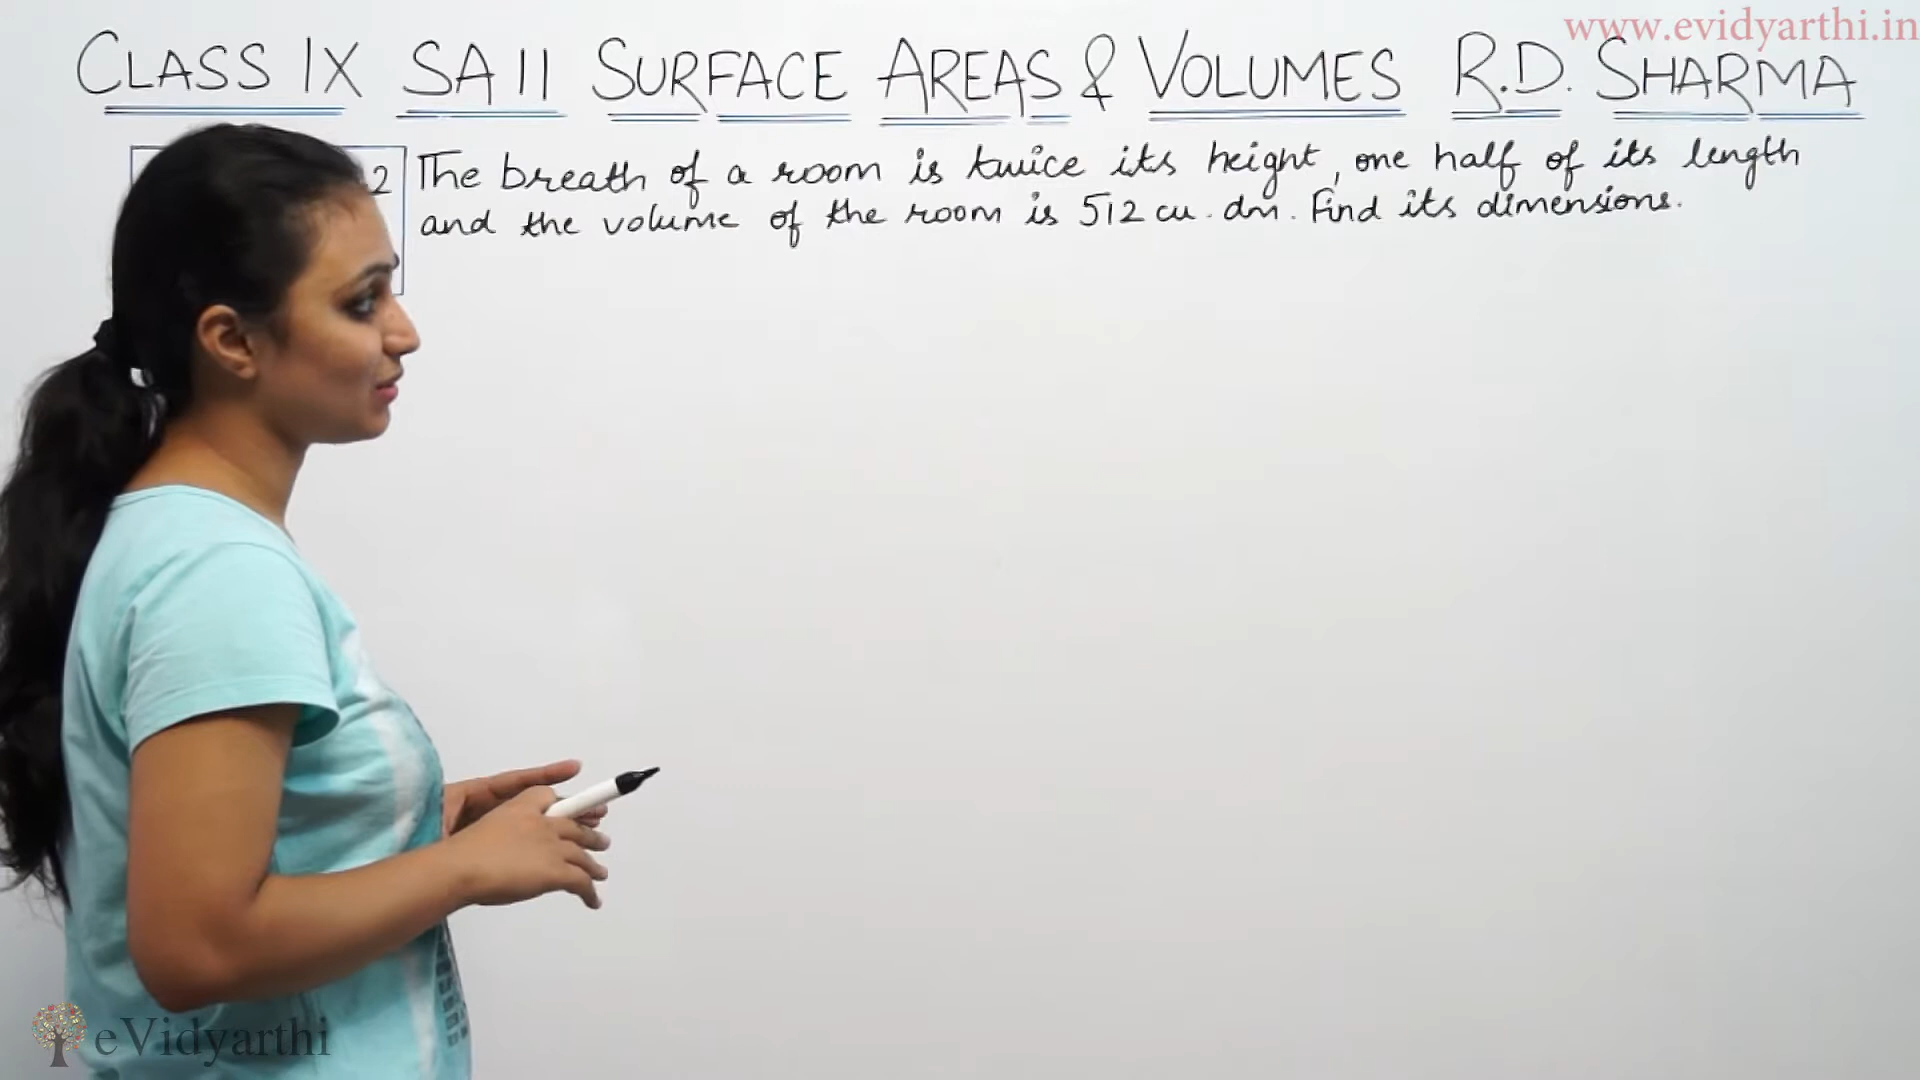 www.evidyarthi.in
CLASS IX SA II SURFACE AREAS & VOLUMES R.D. SHARMA
2 The breath of a room is twice its height, one half of its length
and the volume of the room is 512 cu. dm. Find its dimensions.
eVidyarthi